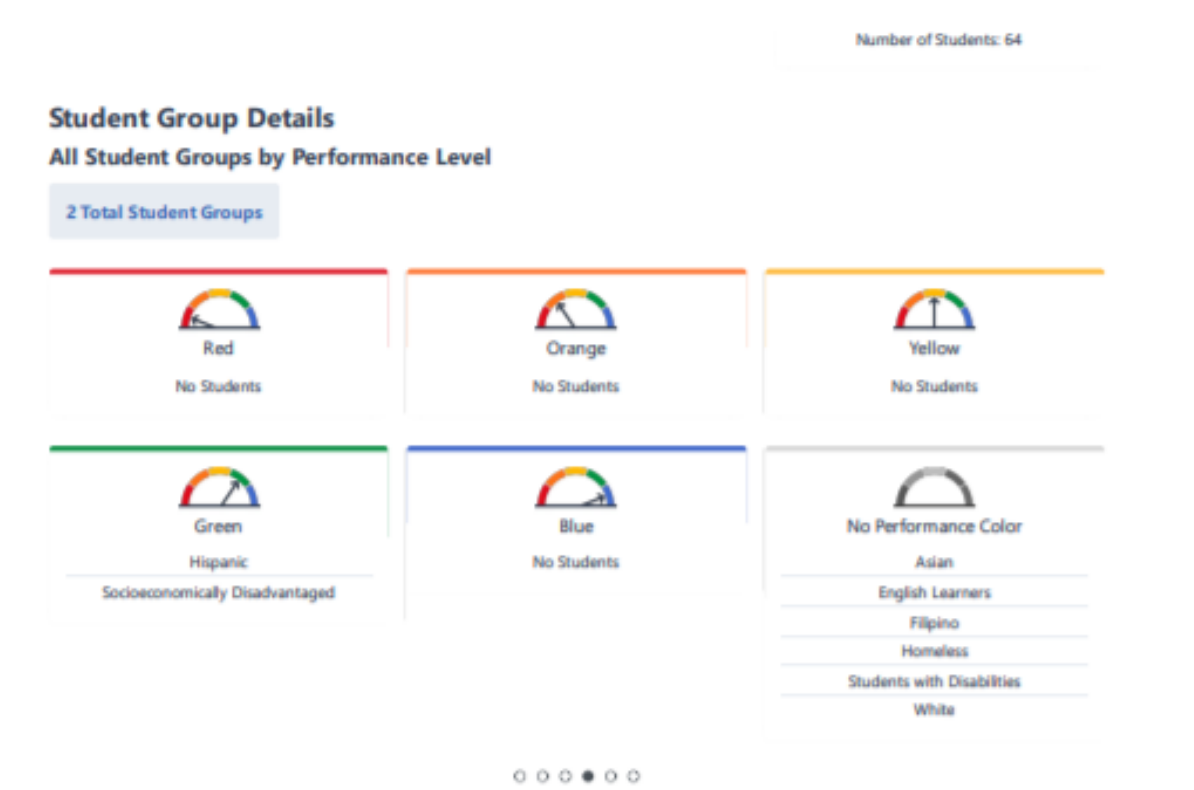 Number of Students: 64
Student Group Details
All Student Groups by Performance Level
2 Total Student Groups
Red
No Students
Orange
No Students
Yellow
No Students
Green
Hispanic
Socioeconomically Disadvantaged
Blue
No Students
No Performance Color
Asian
English Learners
Filipino
Homeless
Students with Disabilities
White